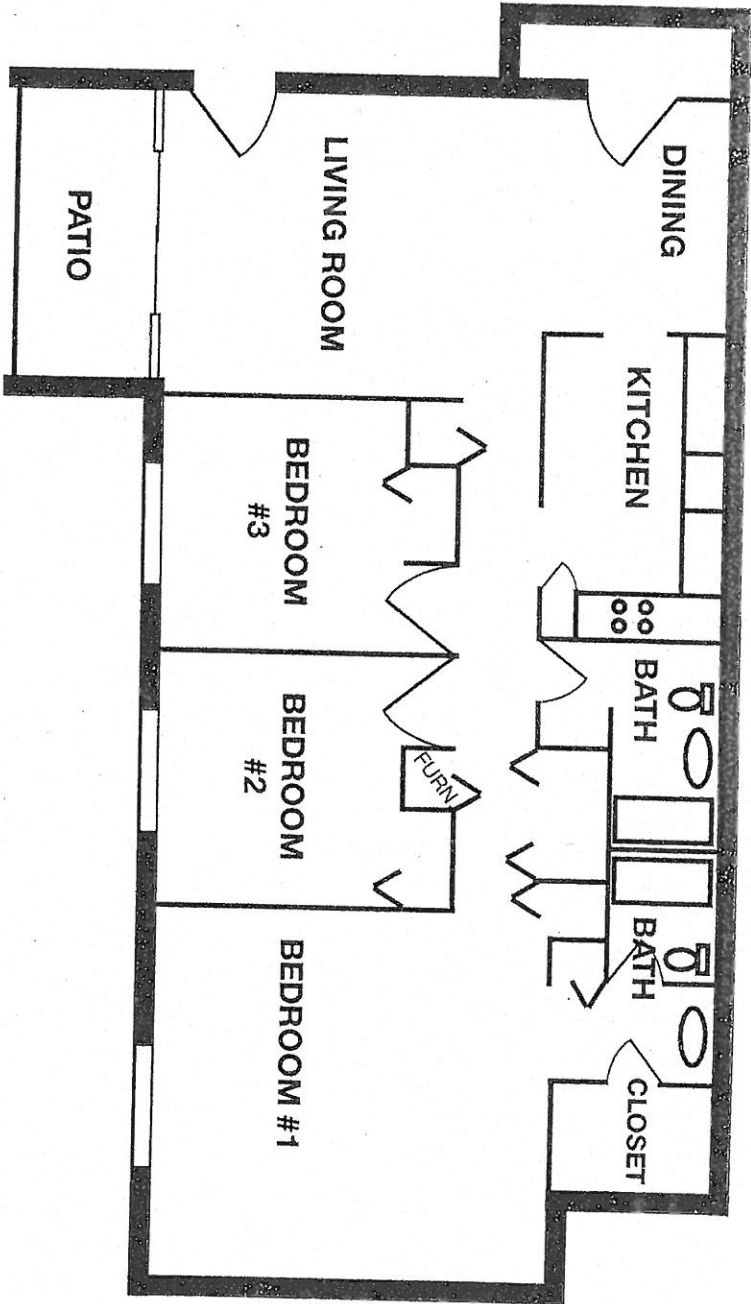 DINING
KITCHEN
BATH
BATH
CLOSET
LIVING ROOM
FURN
BEDROOM
#3
BEDROOM
#2
BEDROOM #1
PATIO